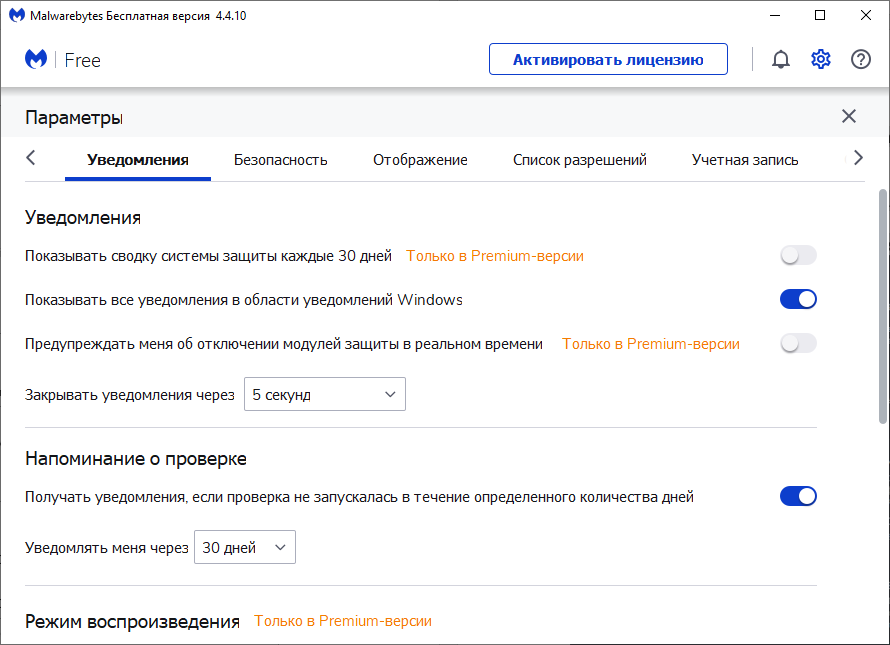 Malwarebytes Бесплатная версия 4.4.10
Free
Активировать лицензию
Параметры
Уведомления Безопасность Отображение Список разрешений Учетная запись
Уведомления
Показывать сводку системы защиты каждые 30 дней Только в Premium-версии
Показывать все уведомления в области уведомлений Windows
Предупреждать меня об отключении модулей защиты в реальном времени Только в Premium-версии
Закрывать уведомления через 5 секунд
Напоминание о проверке
Получать уведомления, если проверка не запускалась в течение определенного количества дней
Уведомлять меня через 30 дней
Режим воспроизведения Только в Premium-версии